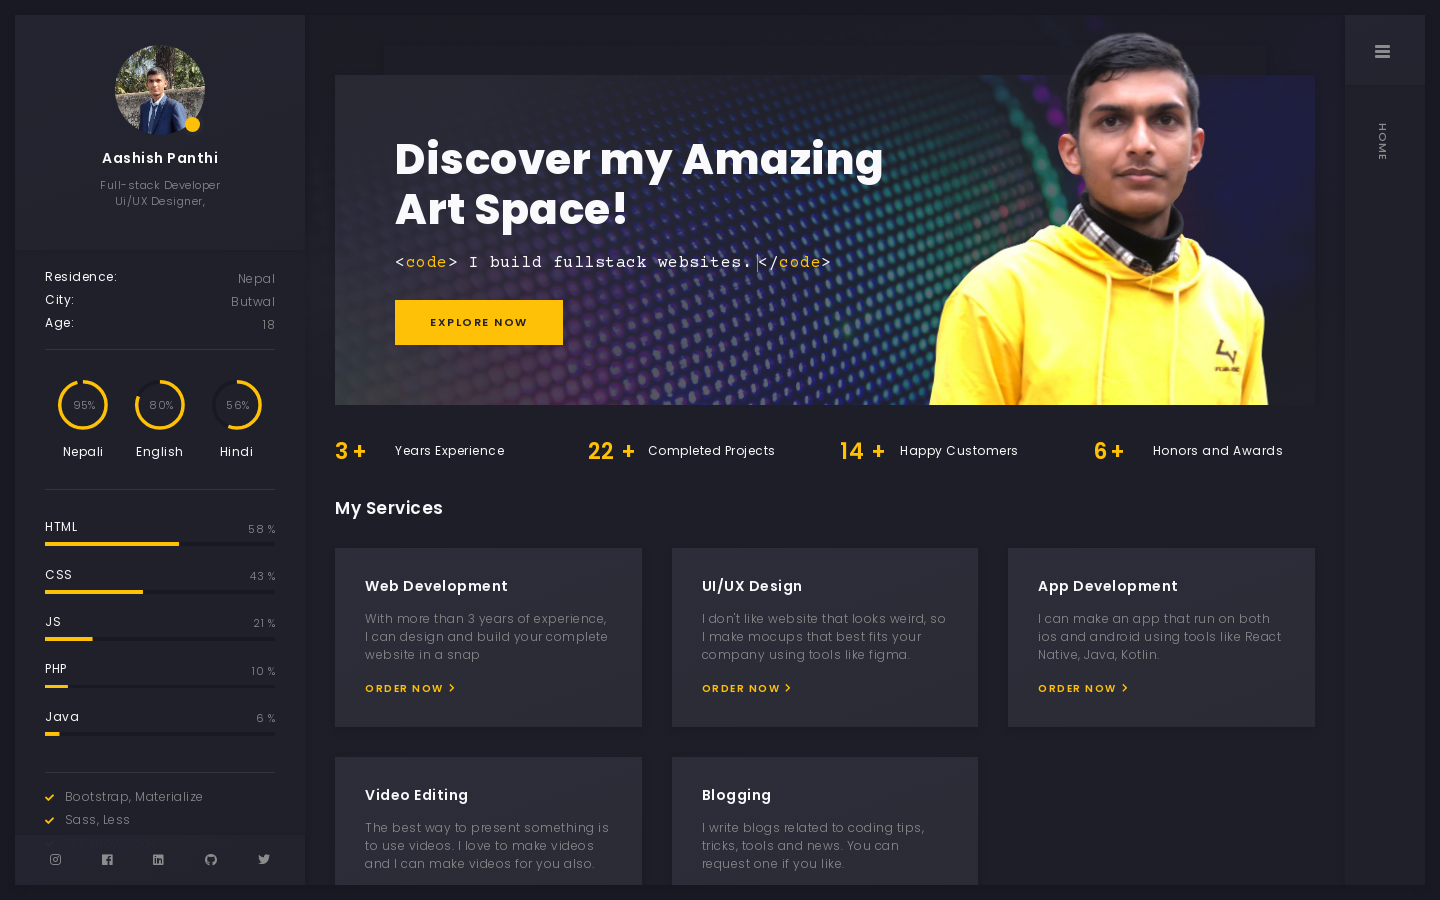 Aashish Panthi
Full-stack Developer
Ui/UX Designer,
Residence: Nepal
City: Butwal
Age: 18
95% 80% 56%
Nepali English Hindi
HTML 58 %
CSS 43 %
JS 21 %
PHP 10 %
Java 6 %
Bootstrap, Materialize
Sass, Less
Discover my Amazing
Art Space!
<code> I build fullstack websites. </code>
EXPLORE NOW
3 + Years Experience
22 + Completed Projects
14 + Happy Customers
6 + Honors and Awards
My Services
Web Development
With more than 3 years of experience,
I can design and build your complete
website in a snap
ORDER NOW
UI/UX Design
I don't like website that looks weird, so
I make mocups that best fits your
company using tools like figma.
ORDER NOW
App Development
I can make an app that run on both
ios and android using tools like React
Native, Java, Kotlin.
ORDER NOW
Video Editing
The best way to present something is
to use videos. I love to make videos
and I can make videos for you also.
Blogging
I write blogs related to coding tips,
tricks, tools and news. You can
request one if you like.
HOME